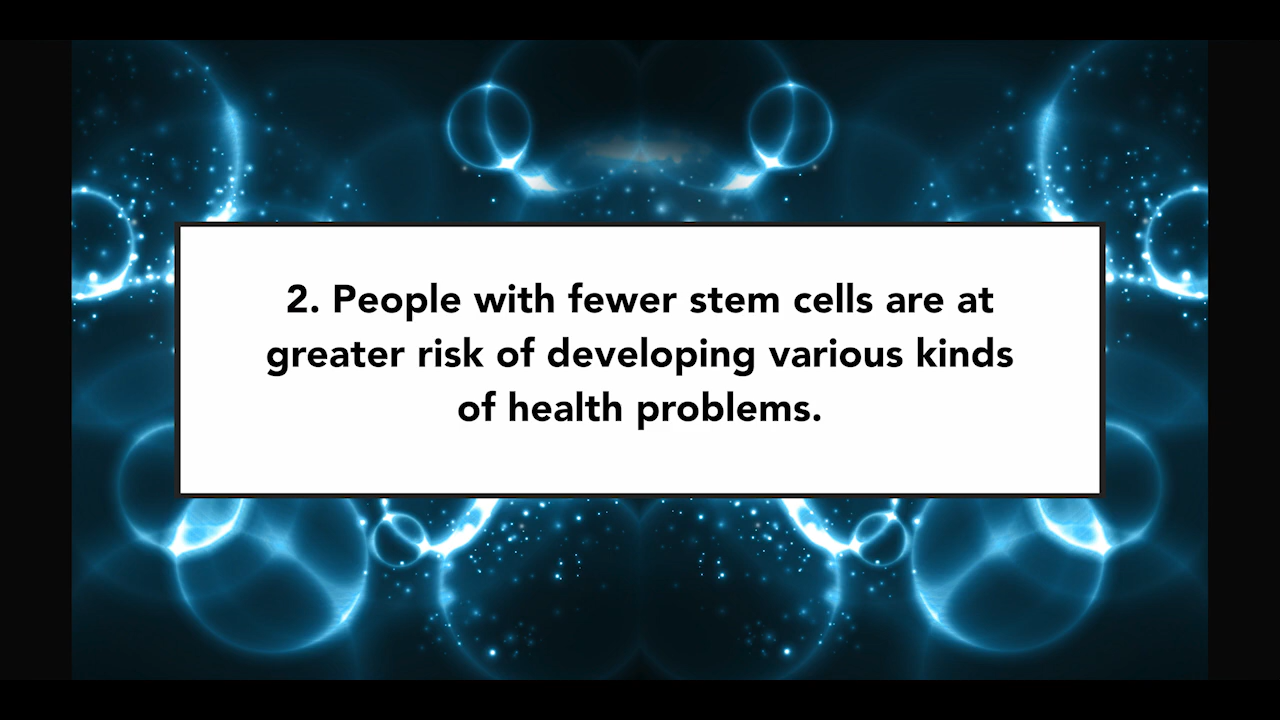 2. People with fewer stem cells are at
greater risk of developing various kinds
of health problems.